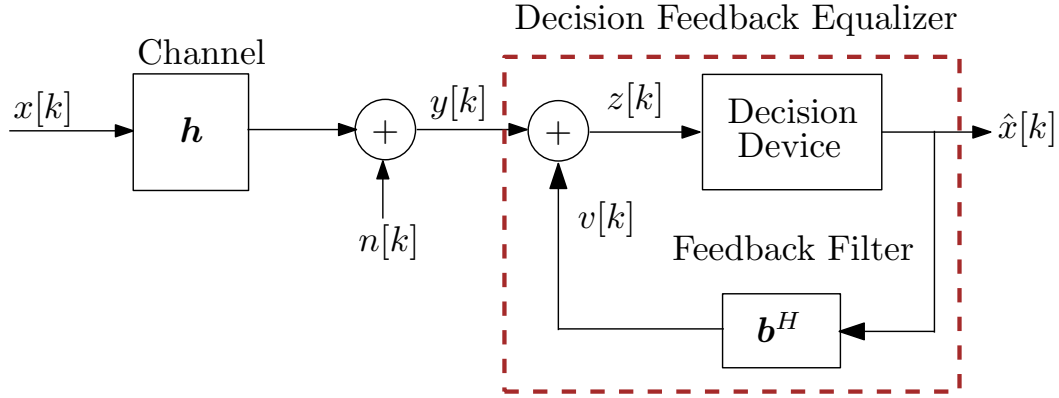 Decision Feedback Equalizer
Channel
x[k]
h
+
y[k]
+
z[k]
Decision
Device
x̂[k]
n[k]
v[k]
Feedback Filter
b^H